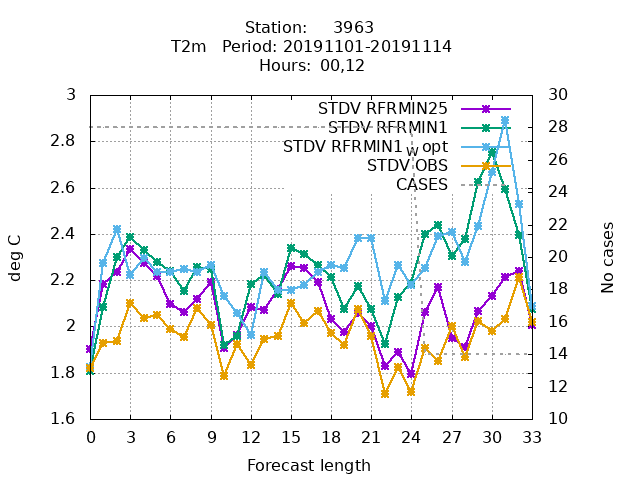 Station: 3963
T2m Period: 20191101-20191114
Hours: 00,12
3
2.8
2.6
2.4
2.2
2
1.8
1.6
30
28
26
24
22
20
18
16
14
12
10
STDV RFRMIN25
STDV RFRMIN1
STDV RFRMIN1_W opt
STDV OBS
CASES
deg C
No cases
0 3 6 9 12 15 18 21 24 27 30 33
Forecast length